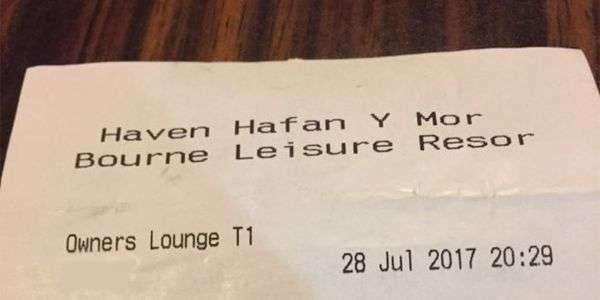 Haven Hafan Y Mor
Bourne Leisure Resor
Owners Lounge T1
28 Jul 2017 20:29